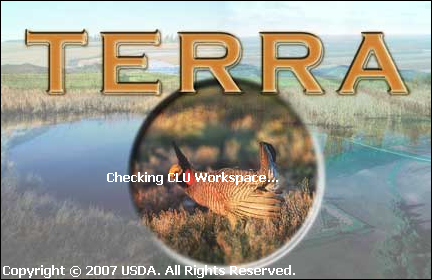 TERRA
Checking CLU Workspace...
Copyright © 2007 USDA. All Rights Reserved.